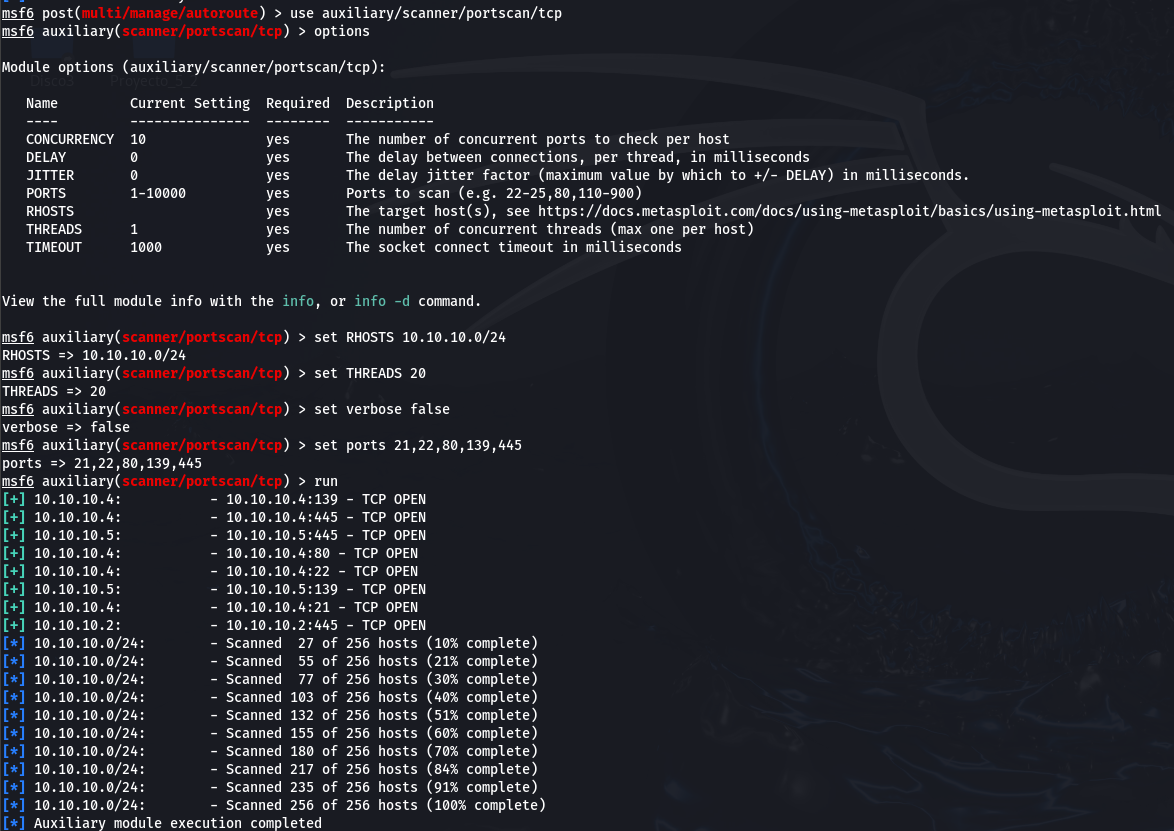 msf6 post(multi/manage/autoroute) > use auxiliary/scanner/portscan/tcp
msf6 auxiliary(scanner/portscan/tcp) > options
Module options (auxiliary/scanner/portscan/tcp):
Name Current Setting Required Description
---- --------------- -------- -----------
CONCURRENCY 10 yes The number of concurrent ports to check per host
DELAY 0 yes The delay between connections, per thread, in milliseconds
JITTER 0 yes The delay jitter factor (maximum value by which to +/- DELAY) in milliseconds.
PORTS 1-10000 yes Ports to scan (e.g. 22-25,80,110-900)
RHOSTS yes The target host(s), see https://docs.metasploit.com/docs/using-metasploit/basics/using-metasploit.html
THREADS 1 yes The number of concurrent threads (max one per host)
TIMEOUT 1000 yes The socket connect timeout in milliseconds
View the full module info with the info, or info -d command.
msf6 auxiliary(scanner/portscan/tcp) > set RHOSTS 10.10.10.0/24
RHOSTS => 10.10.10.0/24
msf6 auxiliary(scanner/portscan/tcp) > set THREADS 20
THREADS => 20
msf6 auxiliary(scanner/portscan/tcp) > set verbose false
verbose => false
msf6 auxiliary(scanner/portscan/tcp) > set ports 21,22,80,139,445
ports => 21,22,80,139,445
msf6 auxiliary(scanner/portscan/tcp) > run
[+] 10.10.10.4: - 10.10.10.4:139 - TCP OPEN
[+] 10.10.10.4: - 10.10.10.4:445 - TCP OPEN
[+] 10.10.10.5: - 10.10.10.5:445 - TCP OPEN
[+] 10.10.10.4: - 10.10.10.4:80 - TCP OPEN
[+] 10.10.10.4: - 10.10.10.4:22 - TCP OPEN
[+] 10.10.10.5: - 10.10.10.5:139 - TCP OPEN
[+] 10.10.10.4: - 10.10.10.4:21 - TCP OPEN
[+] 10.10.10.2: - 10.10.10.2:445 - TCP OPEN
[*] 10.10.10.0/24: - Scanned 27 of 256 hosts (10% complete)
[*] 10.10.10.0/24: - Scanned 55 of 256 hosts (21% complete)
[*] 10.10.10.0/24: - Scanned 77 of 256 hosts (30% complete)
[*] 10.10.10.0/24: - Scanned 103 of 256 hosts (40% complete)
[*] 10.10.10.0/24: - Scanned 132 of 256 hosts (51% complete)
[*] 10.10.10.0/24: - Scanned 155 of 256 hosts (60% complete)
[*] 10.10.10.0/24: - Scanned 180 of 256 hosts (70% complete)
[*] 10.10.10.0/24: - Scanned 217 of 256 hosts (84% complete)
[*] 10.10.10.0/24: - Scanned 235 of 256 hosts (91% complete)
[*] 10.10.10.0/24: - Scanned 256 of 256 hosts (100% complete)
[*] Auxiliary module execution completed